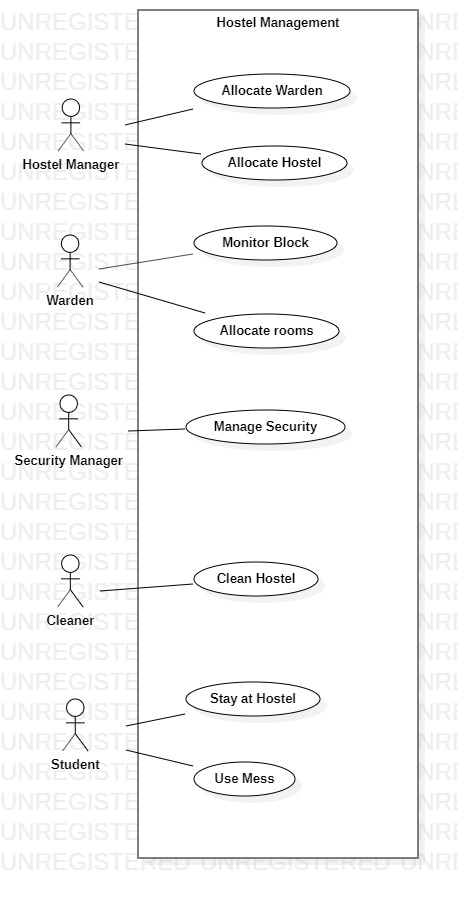 Hostel Management
Allocate Warden
Hostel Manager
Allocate Hostel
Monitor Block
Warden
Allocate rooms
Manage Security
Security Manager
Clean Hostel
Cleaner
Stay at Hostel
Student
Use Mess
UNREGISTERED UNREGISTERED UNR